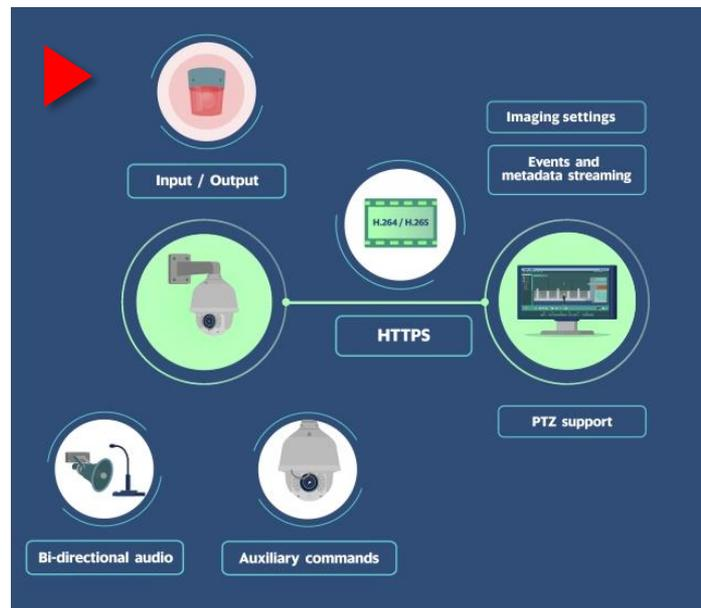 Imaging settings
Events and
metadata streaming
Input / Output
H.264 / H.265
HTTPS
PTZ support
Bi-directional audio
Auxiliary commands